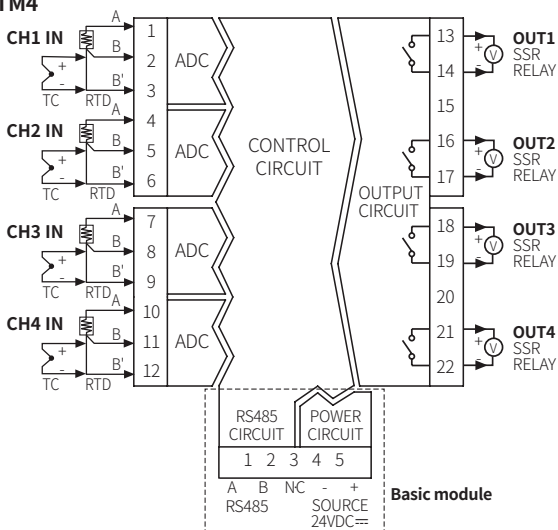 TM4
CH1 IN
A
B
B'
+
-
TC
RTD
1
2
3
ADC
CH2 IN
A
B
B'
+
-
TC
RTD
4
5
6
ADC
CH3 IN
A
B
B'
+
-
TC
RTD
7
8
9
ADC
CH4 IN
A
B
B'
+
-
TC
RTD
10
11
12
ADC
CONTROL
CIRCUIT
OUTPUT
CIRCUIT
13
14
15
16
17
18
19
20
21
22
+
V
-
OUT1
SSR
RELAY
+
V
-
OUT2
SSR
RELAY
+
V
-
OUT3
SSR
RELAY
+
V
-
OUT4
SSR
RELAY
RS485
CIRCUIT
POWER
CIRCUIT
1 2 3 4 5
A B N·C - +
RS485
SOURCE
24VDC⎓
Basic module